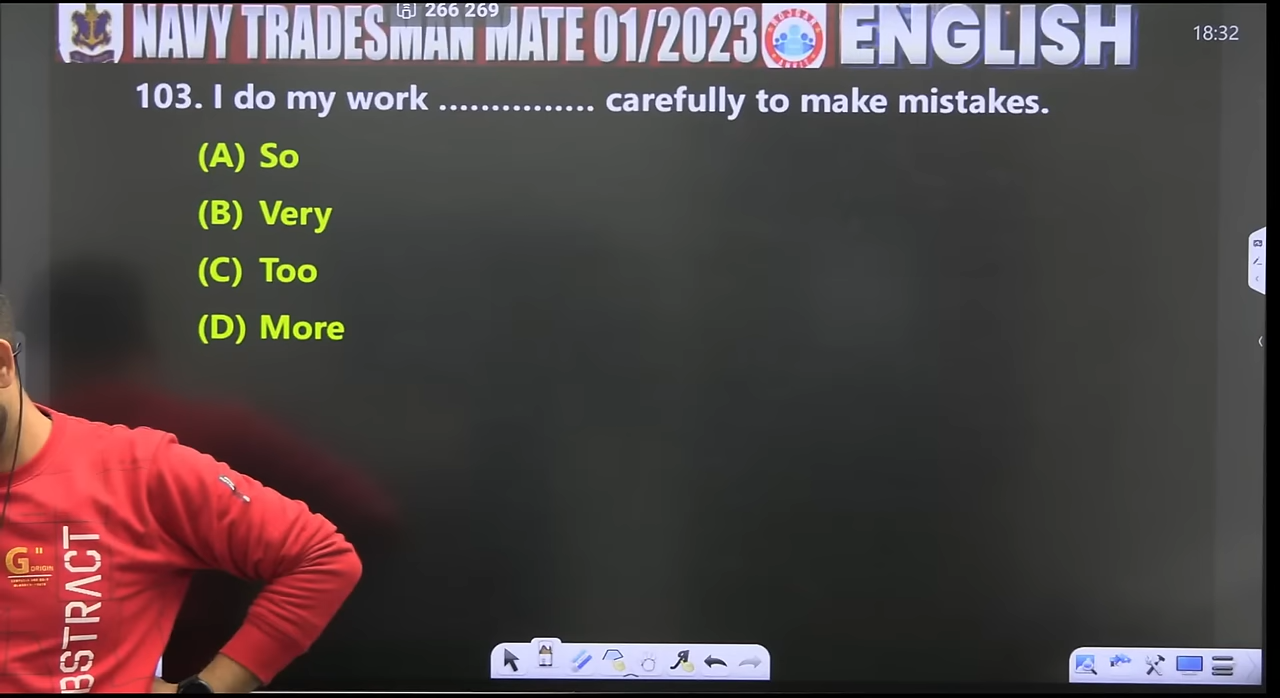 266 269
NAVY TRADESMAN MATE 01/2023 ENGLISH
18:32
103. I do my work ............... carefully to make mistakes.
(A) So
(B) Very
(C) Too
(D) More
G"
ORIGIN
BSTRACT